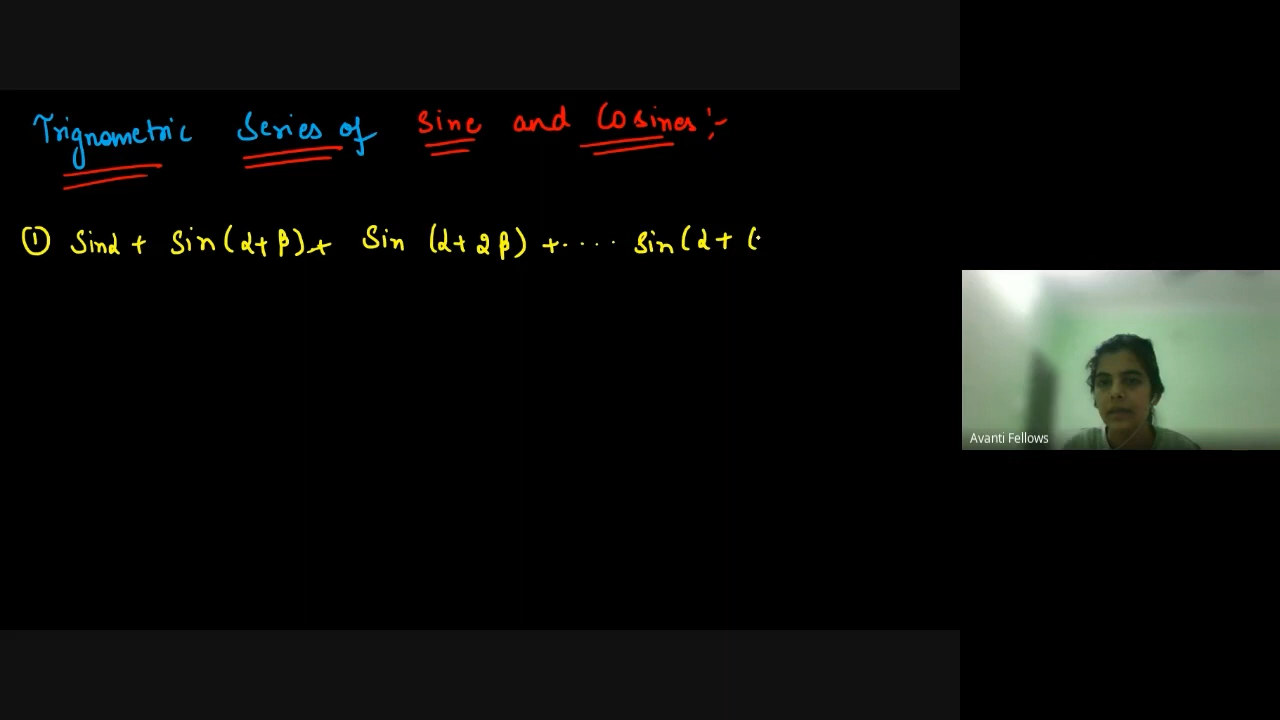 Trignometric Series of Sine and Cosines :-
① Sinα + Sin(α+β) + Sin (α+2β) +.... Sin(α+ (
Avanti Fellows